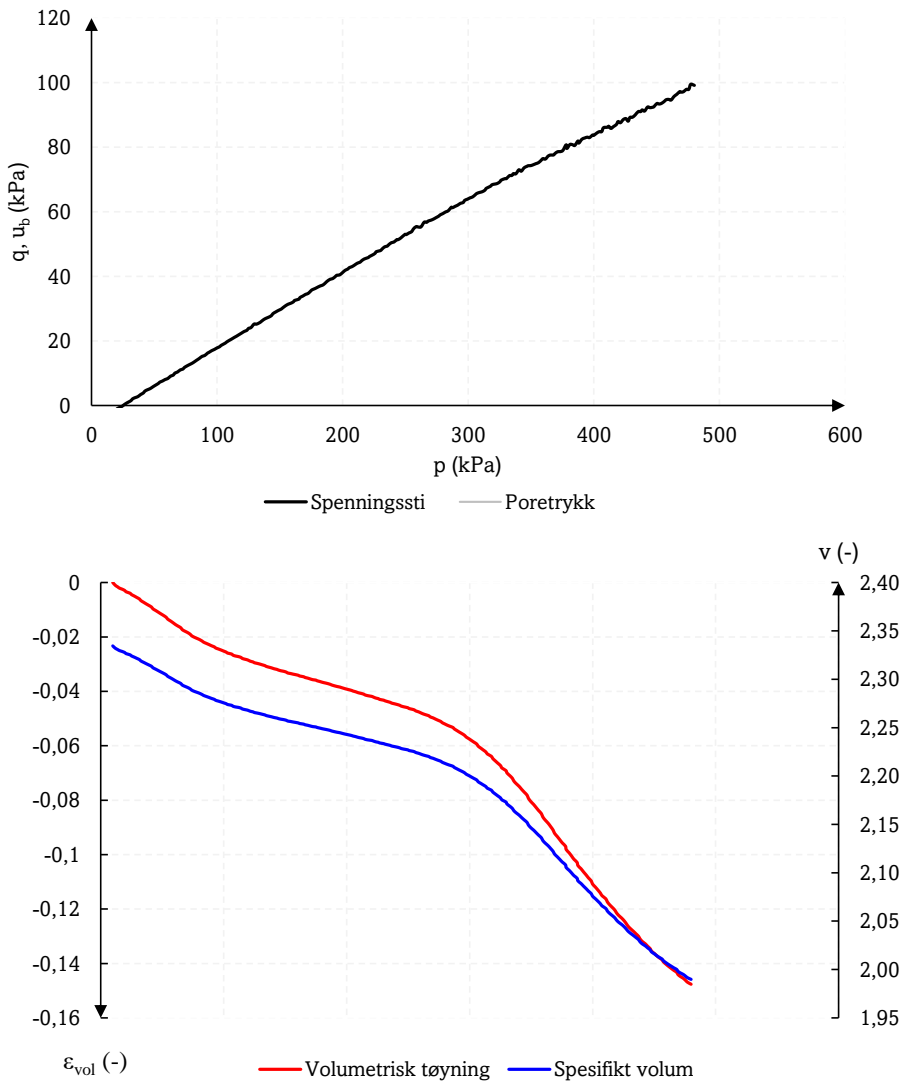 120
100
80
60
40
20
0
q, u_b (kPa)
0 100 200 300 400 500 600
p (kPa)
Spenningssti Poretrykk
v (-)
0 2,40
-0,02 2,35
-0,04 2,30
-0,06 2,25
-0,08 2,20
-0,1 2,15
-0,12 2,10
-0,14 2,05
-0,16 2,00
1,95
ε_vol (-)
Volumetrisk tøyning Spesifikt volum